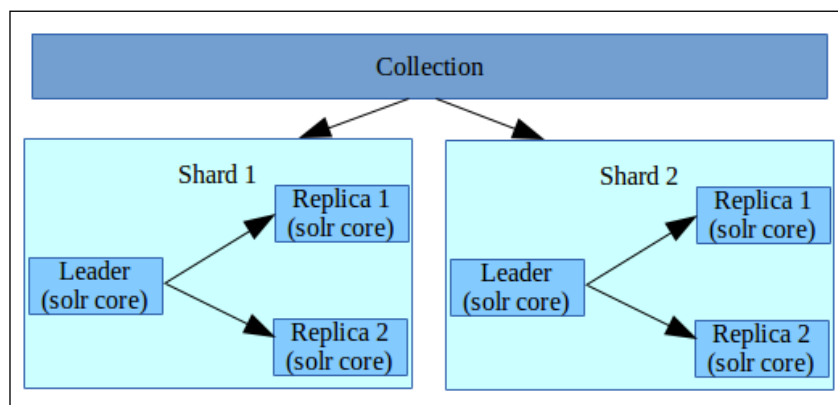 Collection
Shard 1
Replica 1
(solr core)
Leader
(solr core)
Replica 2
(solr core)
Shard 2
Replica 1
(solr core)
Leader
(solr core)
Replica 2
(solr core)